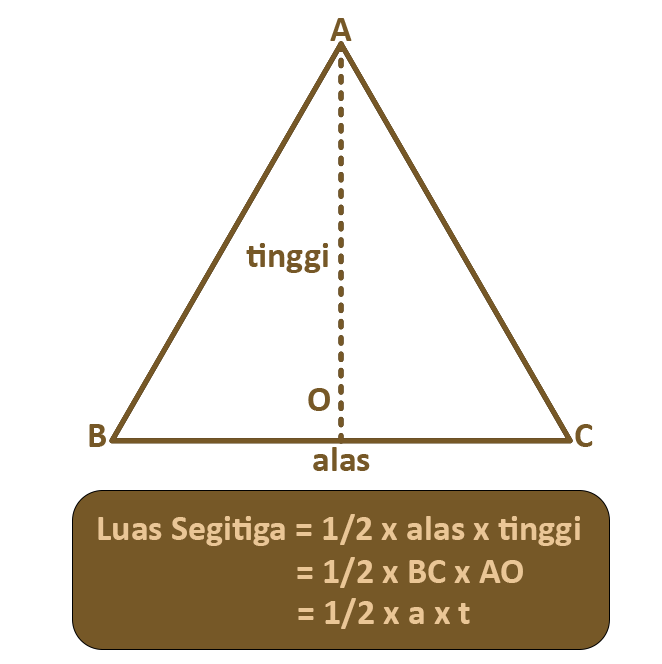 A
tinggi
O
B
C
alas
Luas Segitiga = 1/2 x alas x tinggi
= 1/2 x BC x AO
= 1/2 x a x t